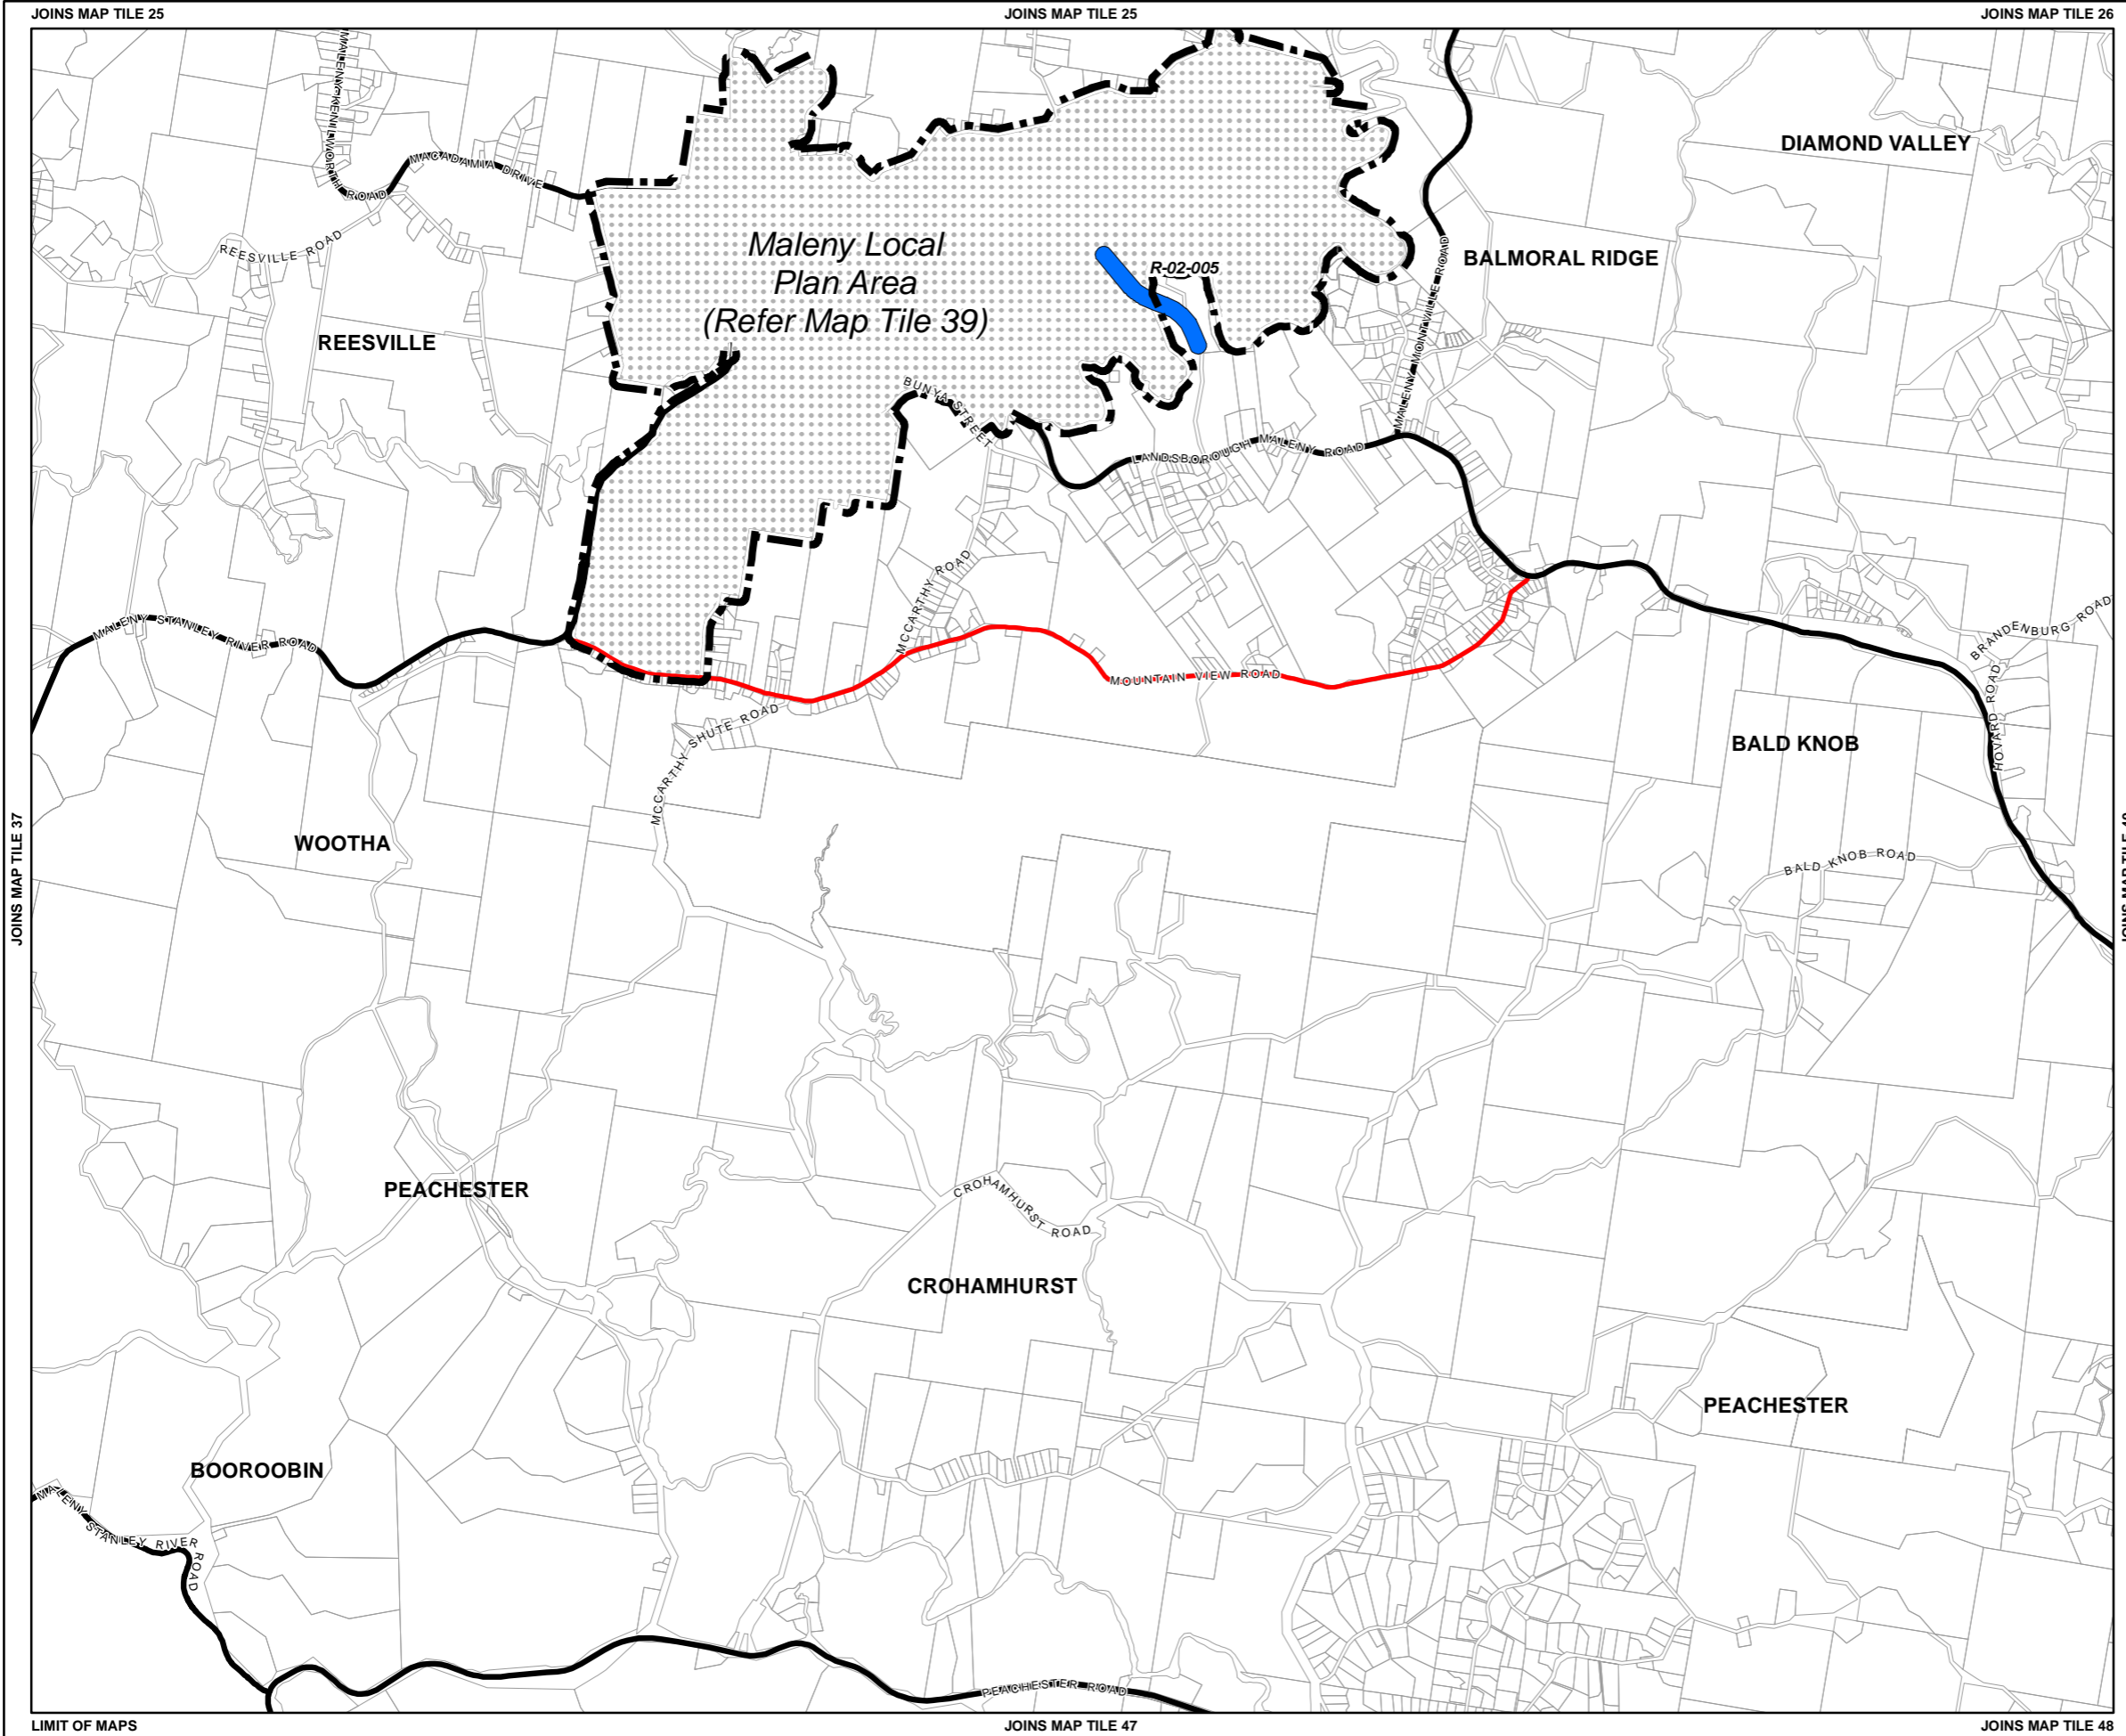 JOINS MAP TILE 25
JOINS MAP TILE 25
JOINS MAP TILE 26
MALENY KENILWORTH ROAD
MACADAMIA DRIVE
DIAMOND VALLEY
REESVILLE ROAD
Maleny Local
Plan Area
(Refer Map Tile 39)
R-02-005
BALMORAL RIDGE
REESVILLE
MALENY MONTVILLE ROAD
BUNYA STREET
LANDSBOROUGH MALENY ROAD
MCCARTHY ROAD
MALENY STANLEY RIVER ROAD
BRANDENBURG ROAD
MOUNTAIN VIEW ROAD
HOVARD ROAD
MCCARTHY SHUTE ROAD
BALD KNOB
JOINS MAP TILE 37
WOOTHA
BALD KNOB ROAD
JOINS MAP TILE
PEACHESTER
CROHAMHURST ROAD
CROHAMHURST
PEACHESTER
BOOROOBIN
MALENY STANLEY RIVER ROAD
PEACHESTER ROAD
LIMIT OF MAPS
JOINS MAP TILE 47
JOINS MAP TILE 48